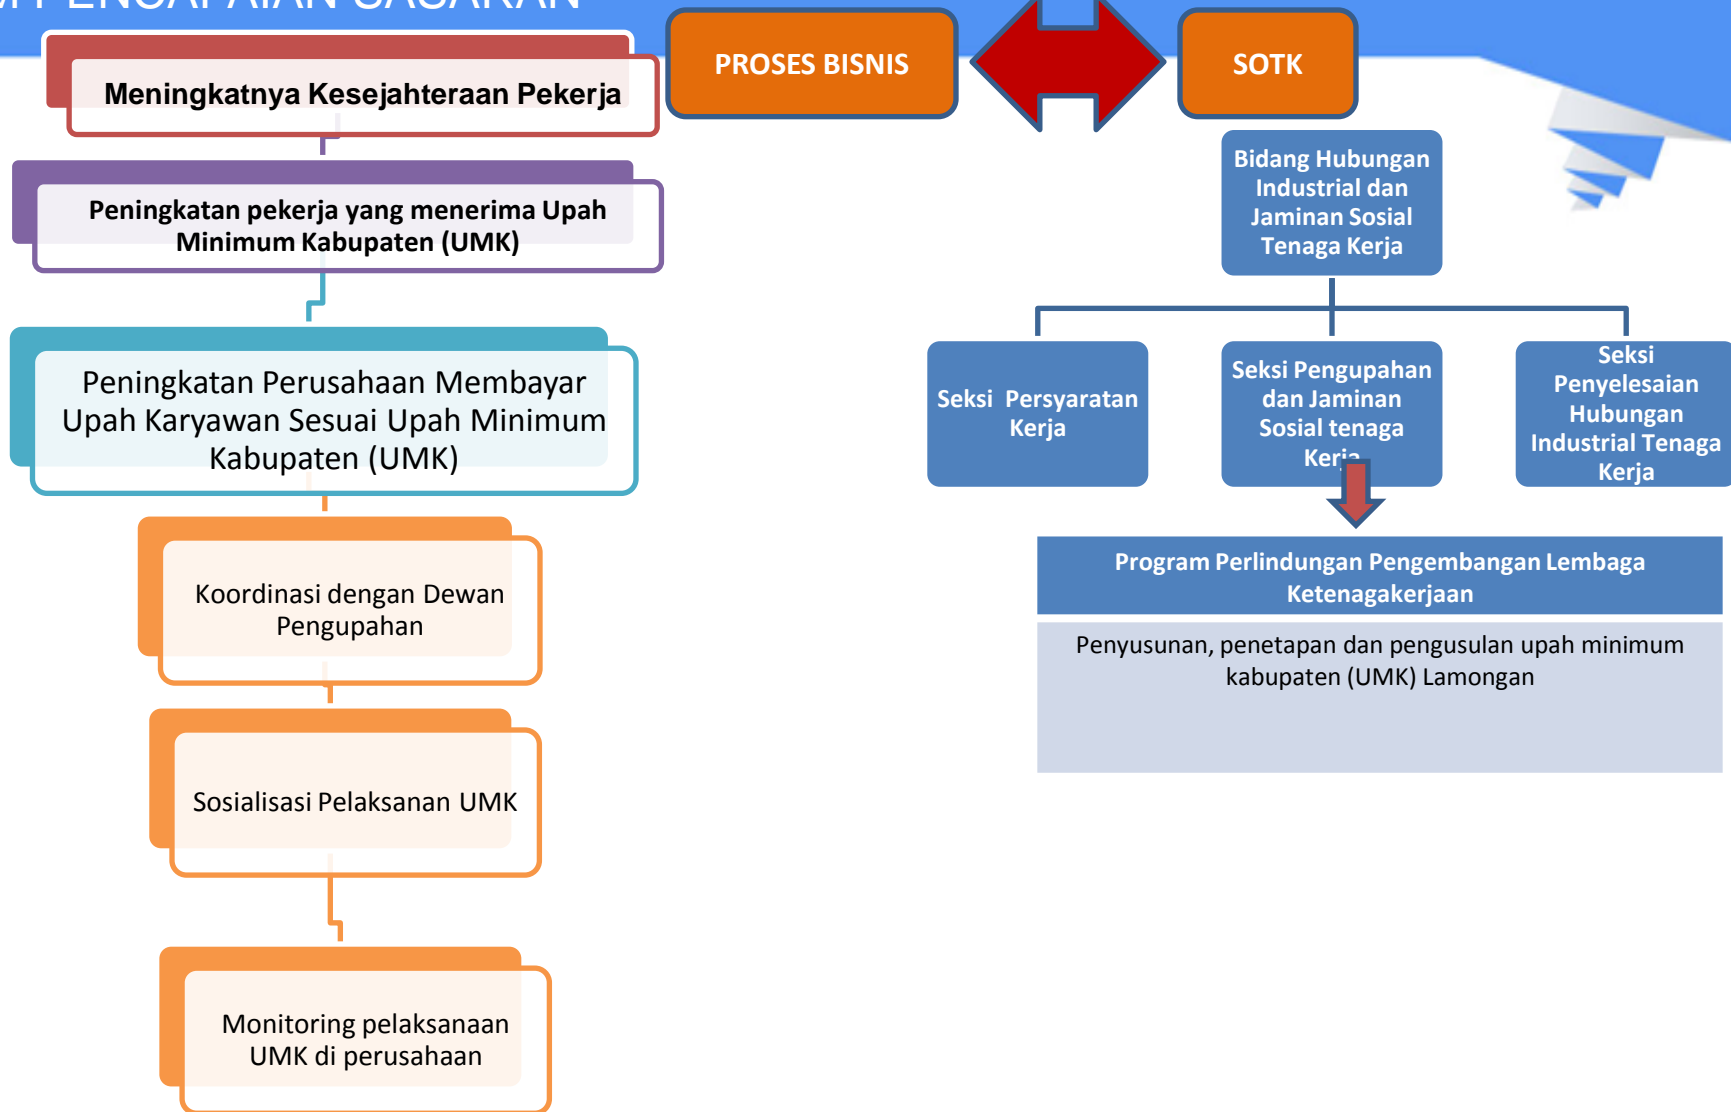 PENCAPAIAN SASARAN
PROSES BISNIS
SOTK
Meningkatnya Kesejahteraan Pekerja
Peningkatan pekerja yang menerima Upah
Minimum Kabupaten (UMK)
Peningkatan Perusahaan Membayar
Upah Karyawan Sesuai Upah Minimum
Kabupaten (UMK)
Koordinasi dengan Dewan
Pengupahan
Sosialisasi Pelaksanan UMK
Monitoring pelaksanaan
UMK di perusahaan
Bidang Hubungan
Industrial dan
Jaminan Sosial
Tenaga Kerja
Seksi Persyaratan
Kerja
Seksi Pengupahan
dan Jaminan
Sosial tenaga
Kerja
Seksi
Penyelesaian
Hubungan
Industrial Tenaga
Kerja
Program Perlindungan Pengembangan Lembaga
Ketenagakerjaan
Penyusunan, penetapan dan pengusulan upah minimum
kabupaten (UMK) Lamongan